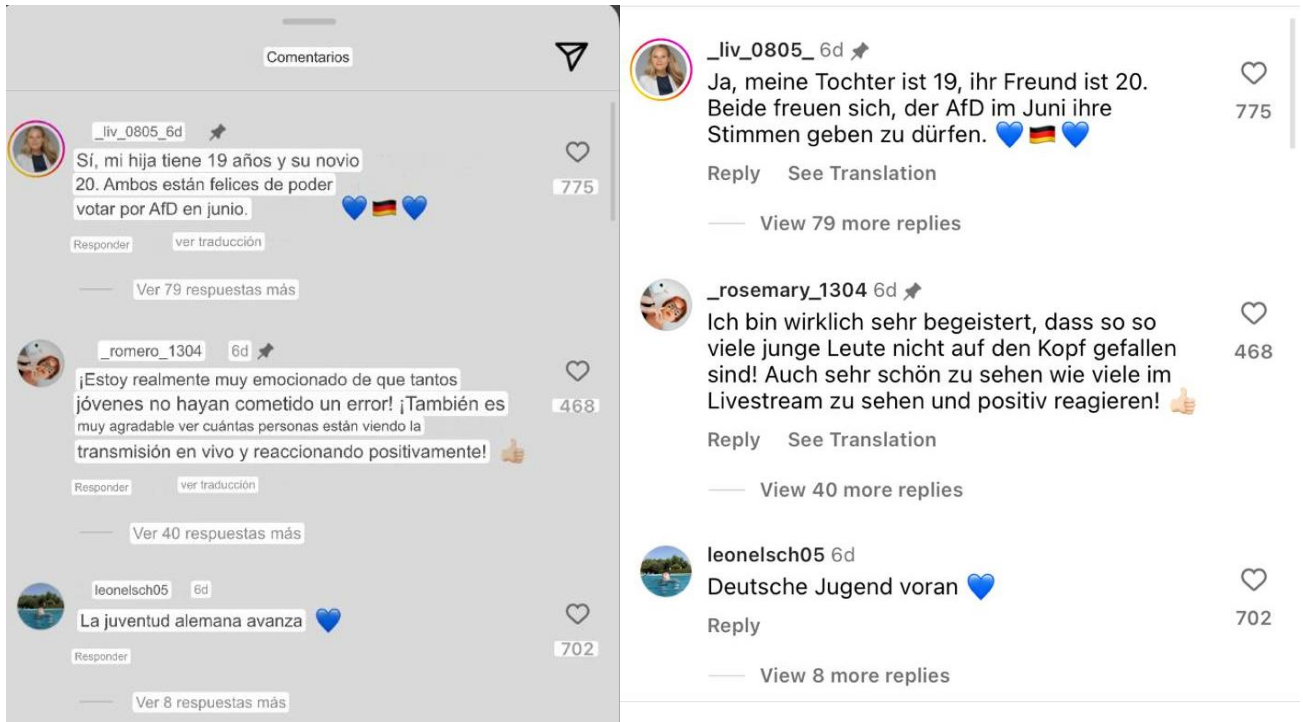 Comentarios
_liv_0805_6d
Sí, mi hija tiene 19 años y su novio
20. Ambos están felices de poder
votar por AfD en junio. 💙🇩🇪💙
775
Responder ver traducción
Ver 79 respuestas más
_romero_1304 6d
¡Estoy realmente muy emocionado de que tantos
jóvenes no hayan cometido un error! ¡También es
muy agradable ver cuántas personas están viendo la
transmisión en vivo y reaccionando positivamente! 👍🏻
468
Responder ver traducción
Ver 40 respuestas más
leonelsch05 6d
La juventud alemana avanza 💙
702
Responder
Ver 8 respuestas más
_liv_0805_ 6d
Ja, meine Tochter ist 19, ihr Freund ist 20.
Beide freuen sich, der AfD im Juni ihre
Stimmen geben zu dürfen. 💙🇩🇪💙
775
Reply See Translation
View 79 more replies
_rosemary_1304 6d
Ich bin wirklich sehr begeistert, dass so so
viele junge Leute nicht auf den Kopf gefallen
sind! Auch sehr schön zu sehen wie viele im
Livestream zu sehen und positiv reagieren! 👍🏻
468
Reply See Translation
View 40 more replies
leonelsch05 6d
Deutsche Jugend voran 💙
702
Reply
View 8 more replies